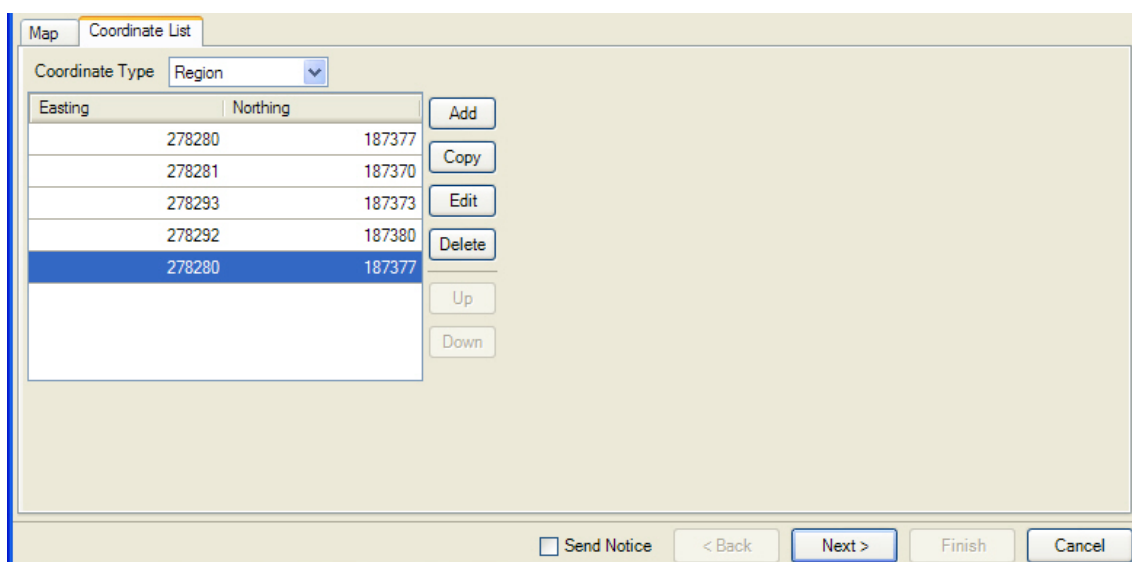 Map Coordinate List
Coordinate Type Region
Easting Northing
278280 187377
278281 187370
278293 187373
278292 187380
278280 187377
Add
Copy
Edit
Delete
Up
Down
Send Notice < Back Next > Finish Cancel